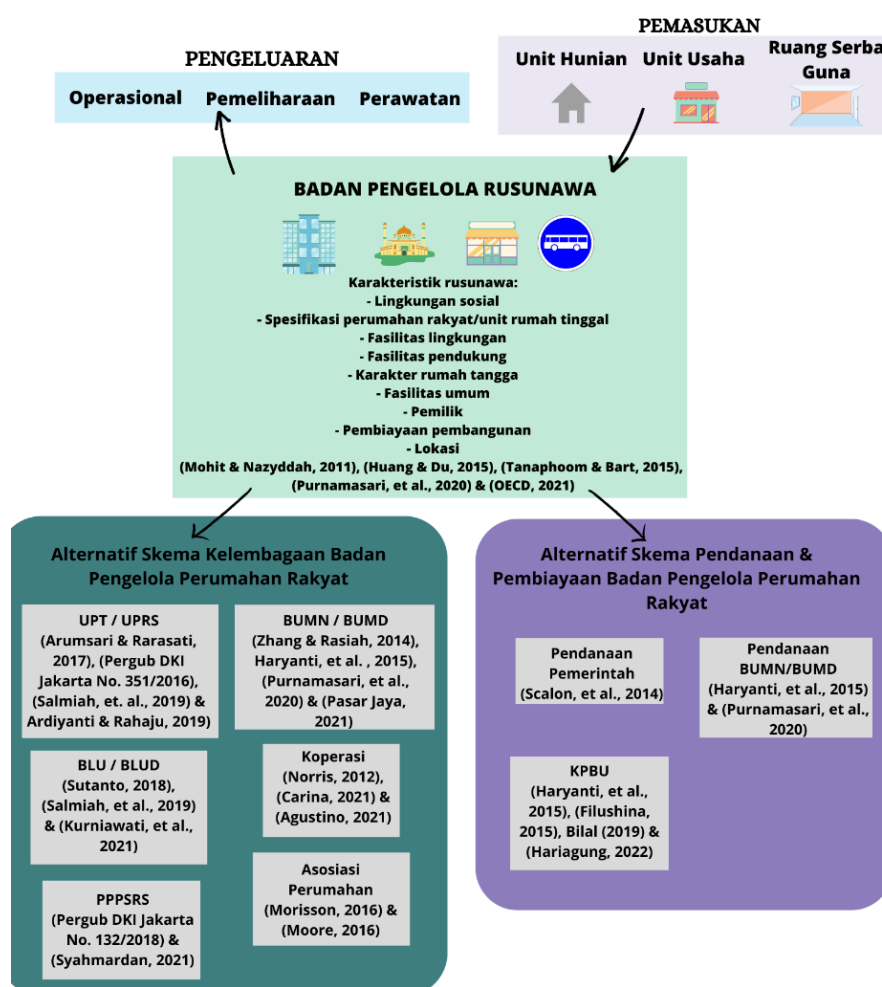 PENGELUARAN
Operasional Pemeliharaan Perawatan
PEMASUKAN
Unit Hunian Unit Usaha Ruang Serba
Guna
BADAN PENGELOLA RUSUNAWA
Karakteristik rusunawa:
- Lingkungan sosial
- Spesifikasi perumahan rakyat/unit rumah tinggal
- Fasilitas lingkungan
- Fasilitas pendukung
- Karakter rumah tangga
- Fasilitas umum
- Pemilik
- Pembiayaan pembangunan
- Lokasi
(Mohit & Nazyddah, 2011), (Huang & Du, 2015), (Tanaphoom & Bart, 2015),
(Purnamasari, et al., 2020) & (OECD, 2021)
Alternatif Skema Kelembagaan Badan
Pengelola Perumahan Rakyat
UPT / UPRS
(Arumsari & Rarasati,
2017), (Pergub DKI
Jakarta No. 351/2016),
(Salmiah, et. al., 2019) &
Ardiyanti & Rahaju, 2019)
BUMN / BUMD
(Zhang & Rasiah, 2014),
Haryanti, et al. , 2015),
(Purnamasari, et al.,
2020) & (Pasar Jaya,
2021)
BLU / BLUD
(Sutanto, 2018),
(Salmiah, et al., 2019)
& (Kurniawati, et al.,
2021)
Koperasi
(Norris, 2012),
(Carina, 2021) &
(Agustino, 2021)
PPPSRS
(Pergub DKI Jakarta
No. 132/2018) &
(Syahmardan, 2021)
Asosiasi
Perumahan
(Morisson, 2016) &
(Moore, 2016)
Alternatif Skema Pendanaan &
Pembiayaan Badan Pengelola Perumahan
Rakyat
Pendanaan
Pemerintah
(Scalon, et al., 2014)
Pendanaan
BUMN/BUMD
(Haryanti, et al., 2015)
& (Purnamasari, et al.,
2020)
KPBU
(Haryanti, et al.,
2015), (Filushina,
2015), Bilal (2019) &
(Hariagung, 2022)